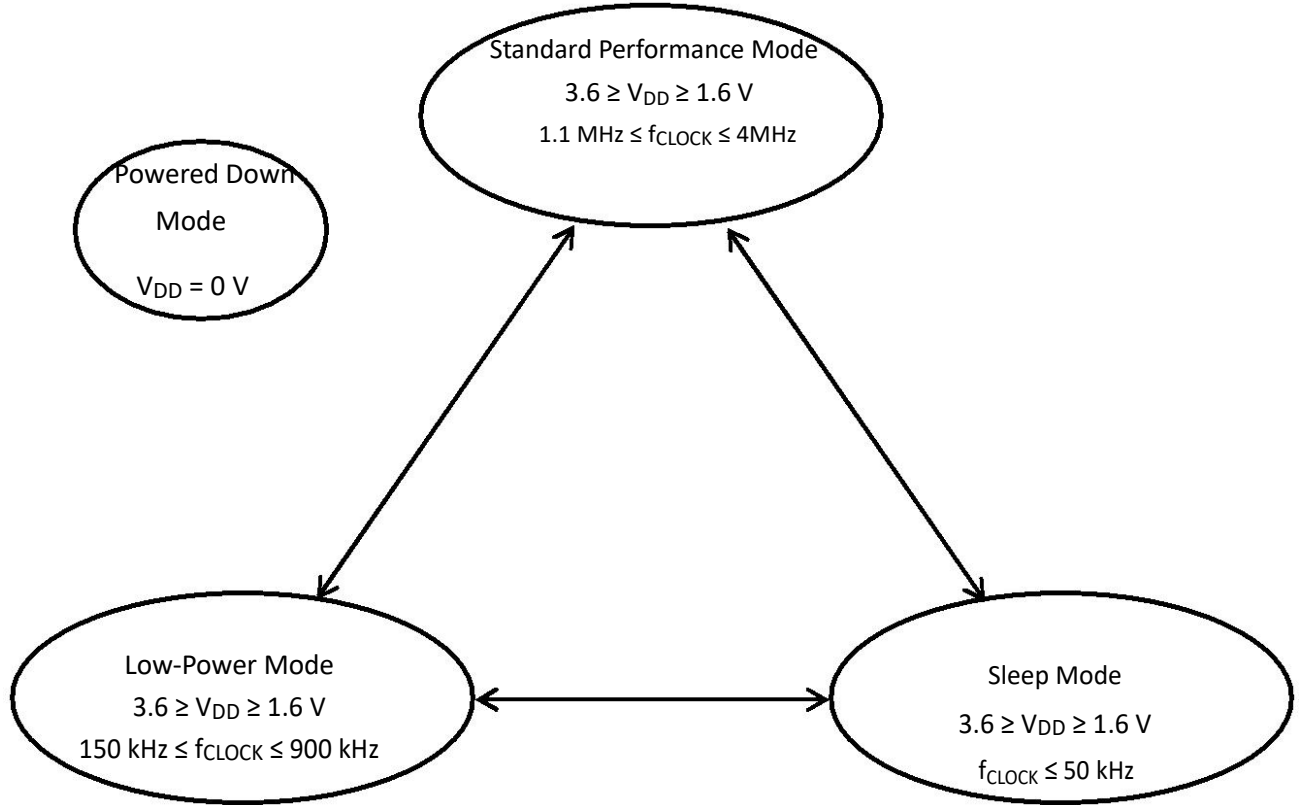 Standard Performance Mode
3.6 ≥ VDD ≥ 1.6 V
1.1 MHz ≤ fCLOCK ≤ 4MHz
Powered Down
Mode
VDD = 0 V
Low-Power Mode
3.6 ≥ VDD ≥ 1.6 V
150 kHz ≤ fCLOCK ≤ 900 kHz
Sleep Mode
3.6 ≥ VDD ≥ 1.6 V
fCLOCK ≤ 50 kHz